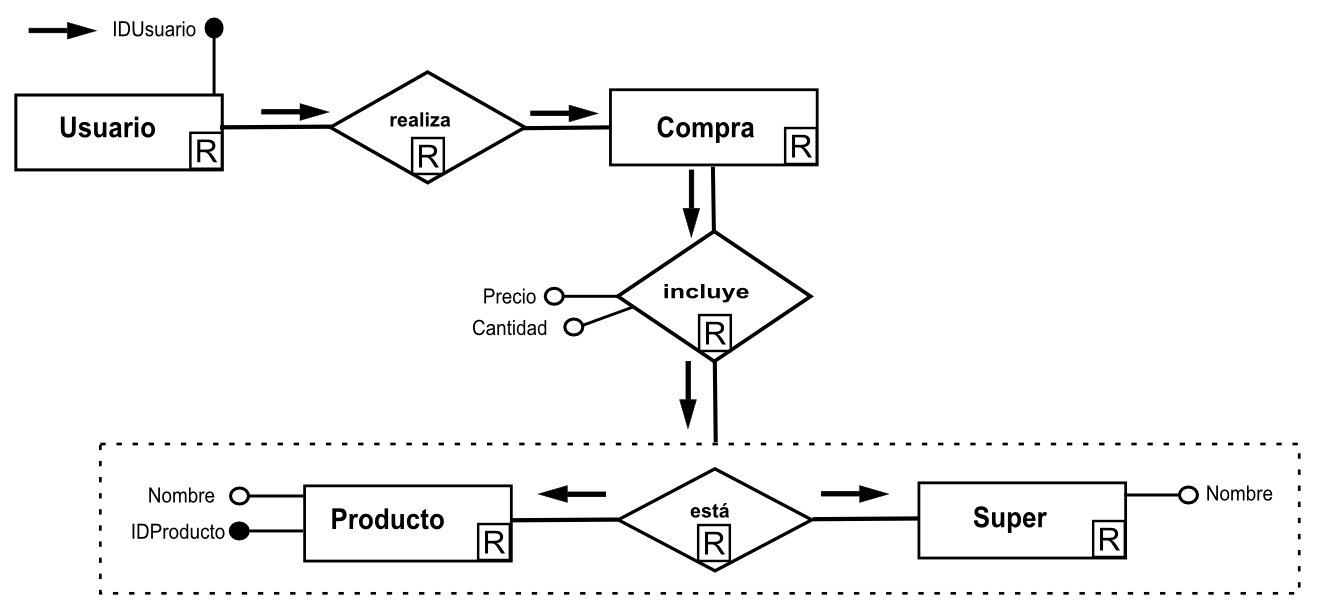 IDUsuario
Usuario
R
realiza
R
Compra
R
incluye
R
Precio
Cantidad
Nombre
IDProducto
Producto
R
está
R
Super
R
Nombre